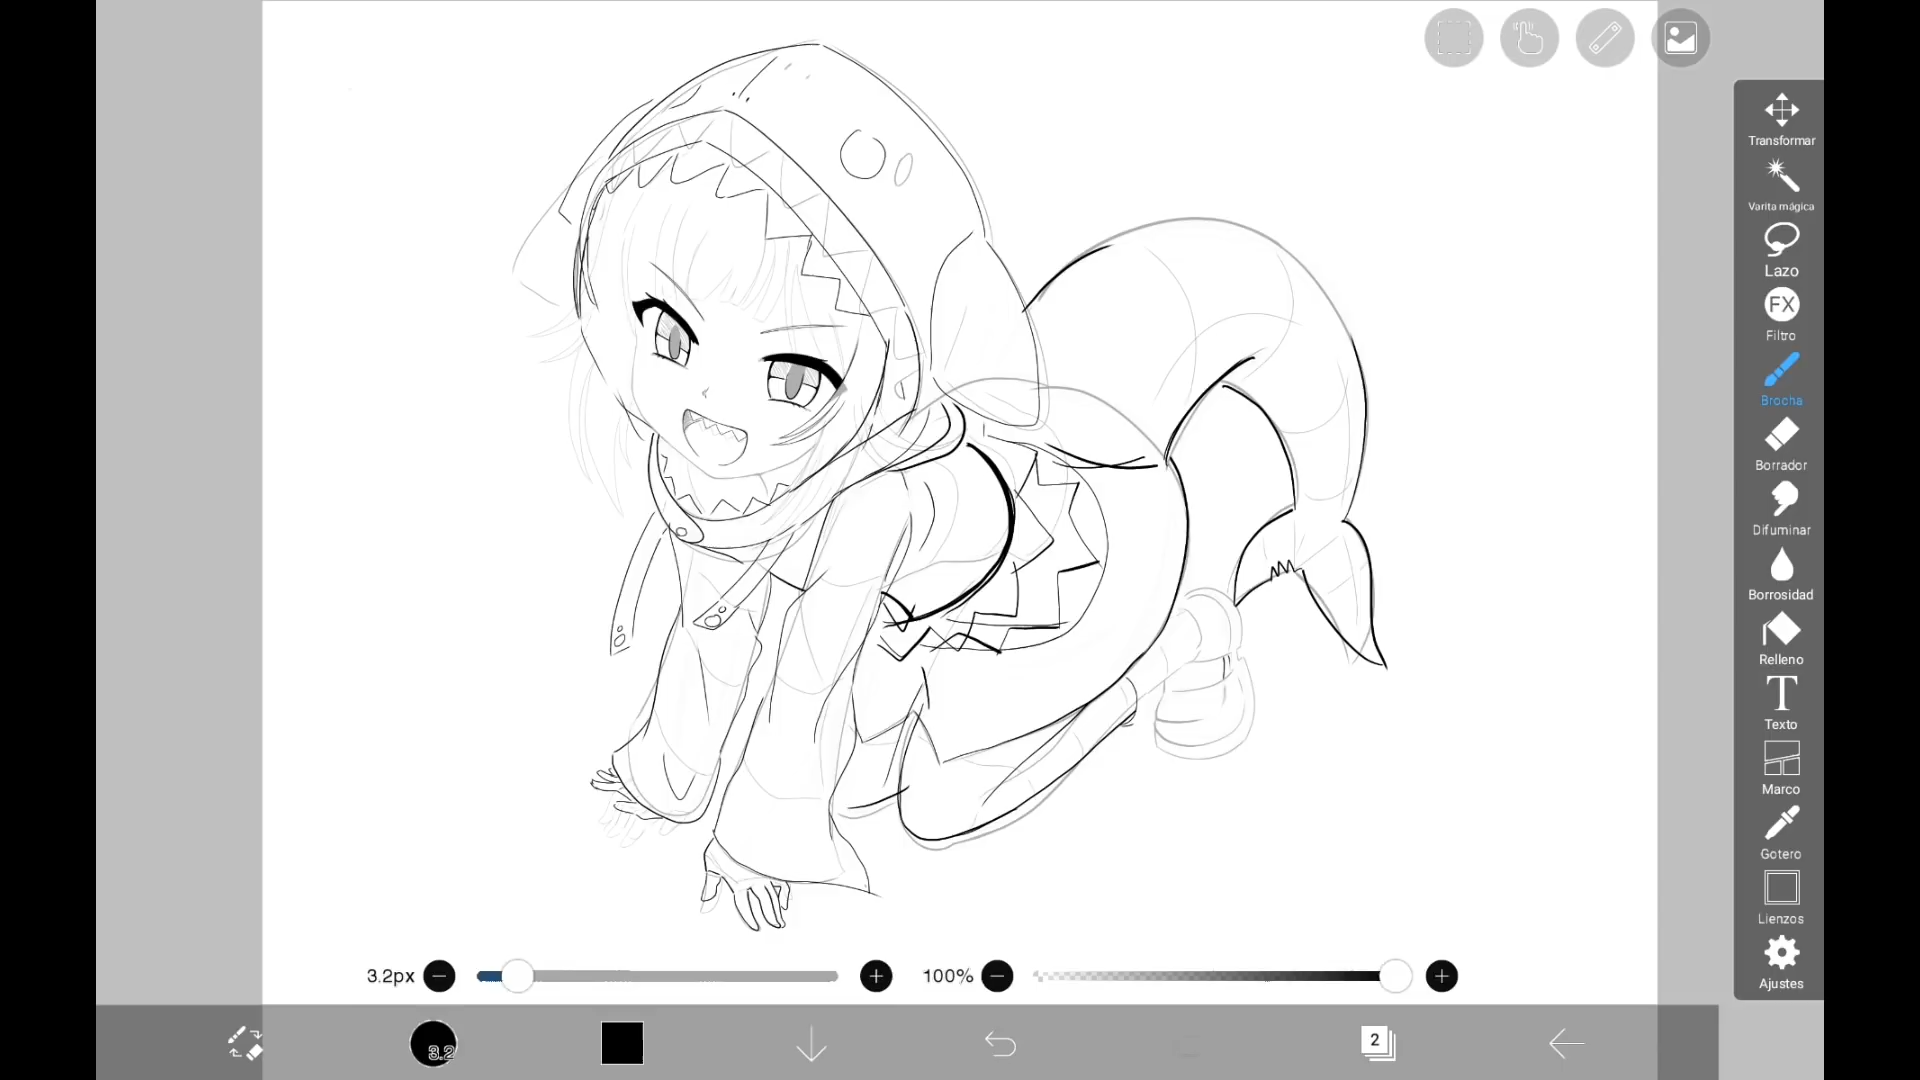 Transformar
Varita mágica
Lazo
FX
Filtro
Brocha
Borrador
Difuminar
Borrosidad
Relleno
T
Texto
Marco
Gotero
Lienzos
Ajustes
3.2px
100%
3.2
2